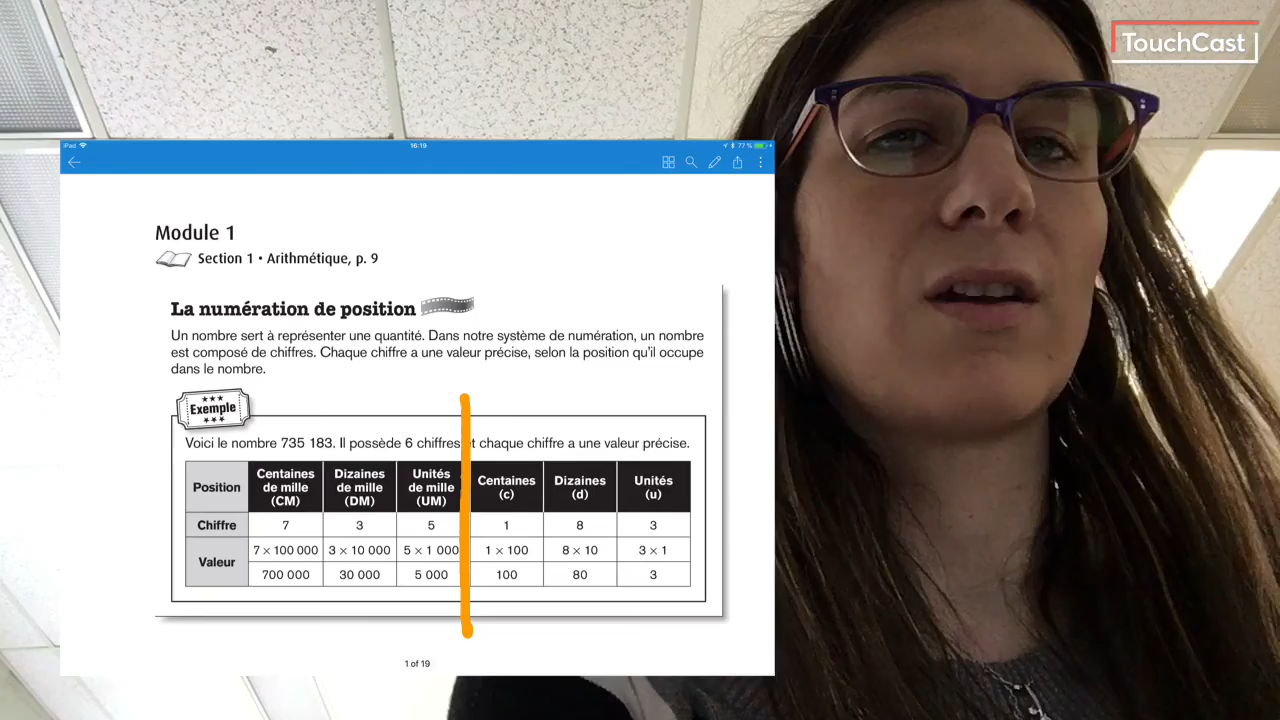 TouchCast
iPad
16:19
77 %
Module 1
Section 1 • Arithmétique, p. 9
La numération de position
Un nombre sert à représenter une quantité. Dans notre système de numération, un nombre
est composé de chiffres. Chaque chiffre a une valeur précise, selon la position qu'il occupe
dans le nombre.
Exemple
Voici le nombre 735 183. Il possède 6 chiffres et chaque chiffre a une valeur précise.
Position Centaines de mille (CM) Dizaines de mille (DM) Unités de mille (UM) Centaines (c) Dizaines (d) Unités (u)
Chiffre 7 3 5 1 8 3
Valeur 7 × 100 000 3 × 10 000 5 × 1 000 1 × 100 8 × 10 3 × 1
700 000 30 000 5 000 100 80 3
1 of 19